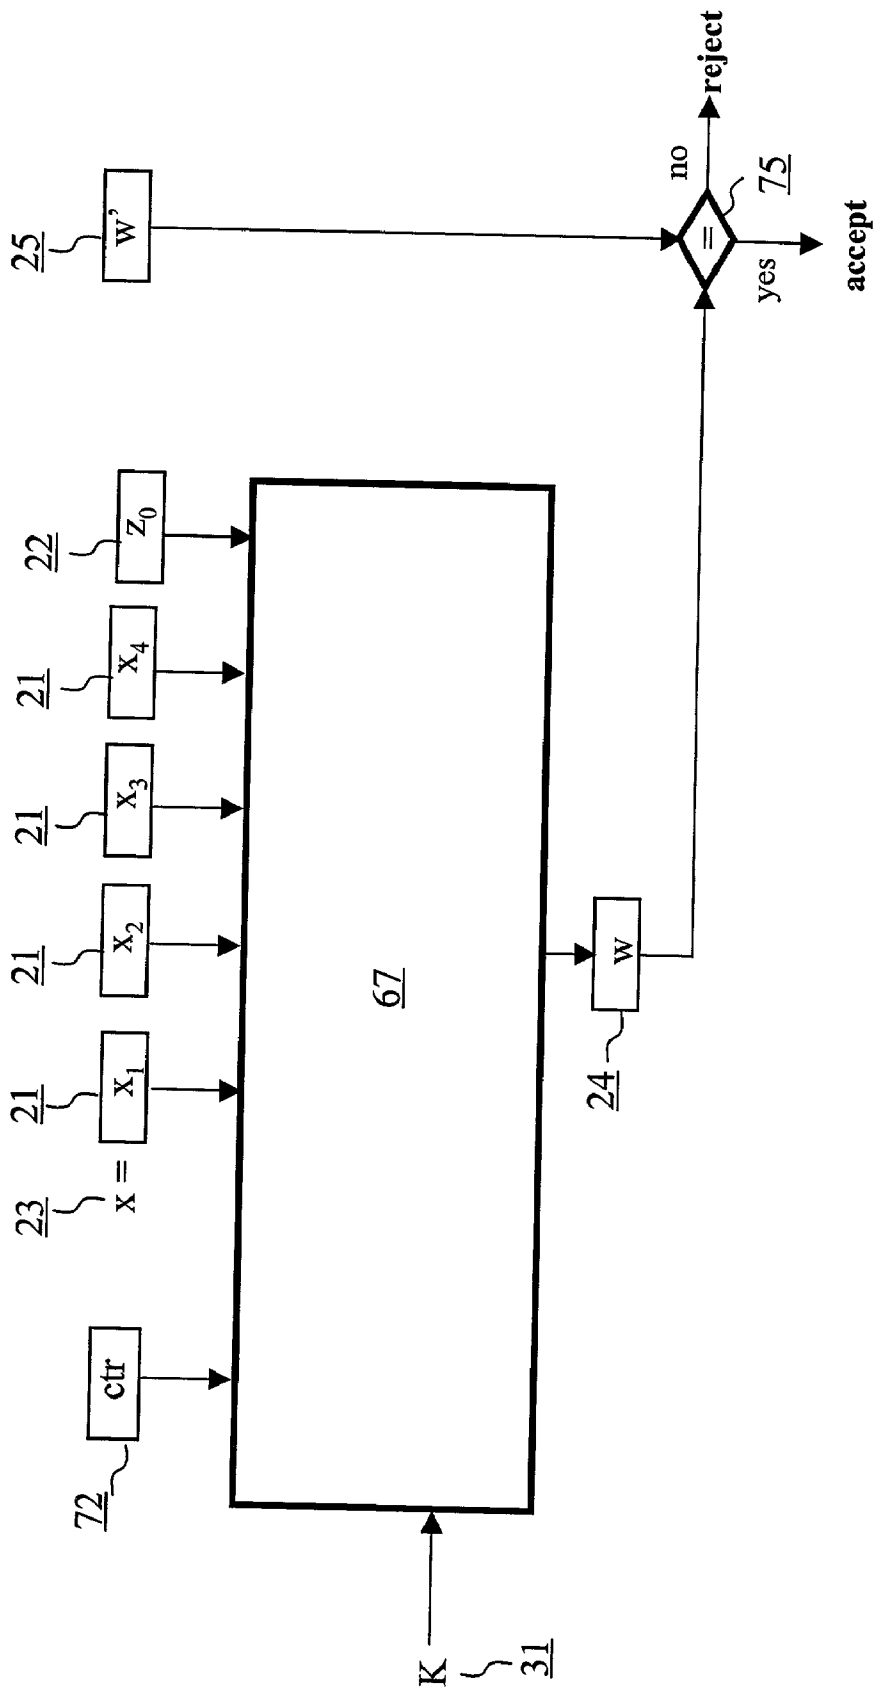 72
23
21
21
21
21
22
25
ctr
x =
x₁
x₂
x₃
x₄
z₀
w'
K
31
67
24
w
=
no
reject
75
yes
accept